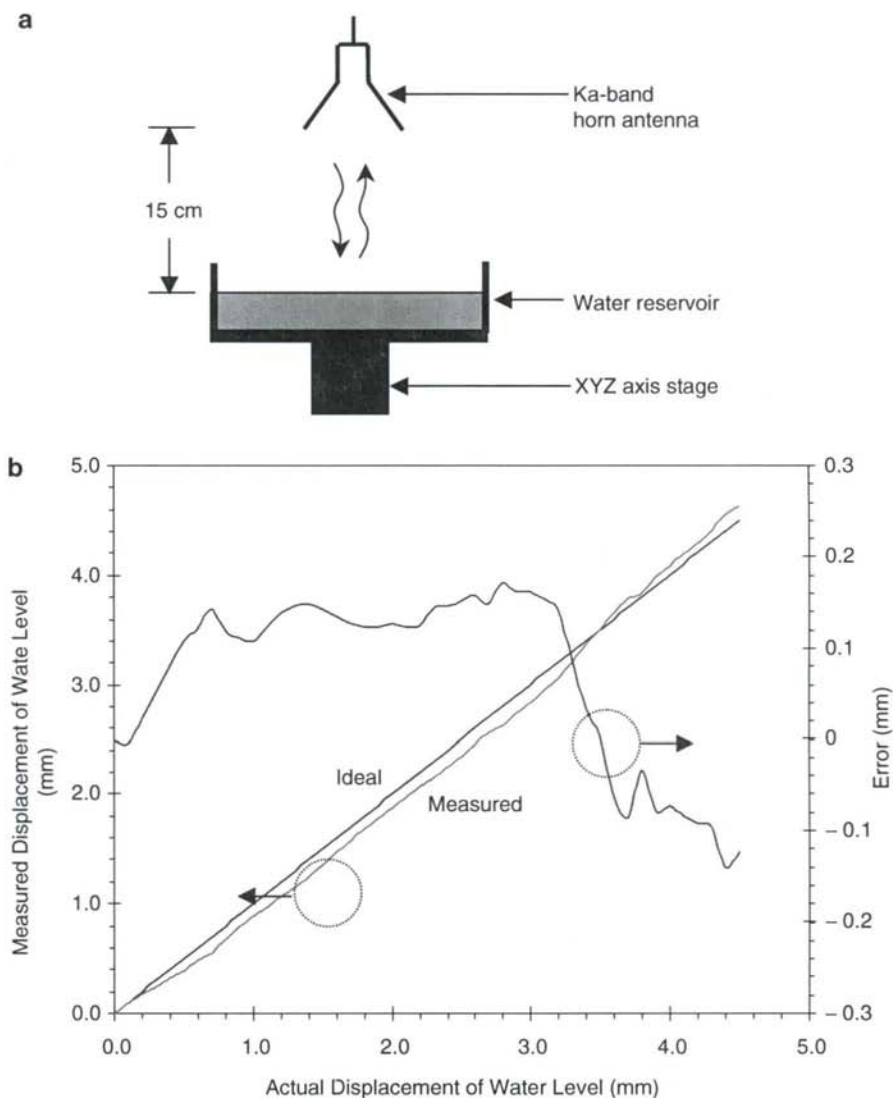 a
Ka-band
horn antenna
15 cm
Water reservoir
XYZ axis stage
b
5.0
4.0
3.0
2.0
1.0
0.0
Measured Displacement of Wate Level
(mm)
0.3
0.2
0.1
0
−0.1
−0.2
−0.3
Error (mm)
Ideal
Measured
0.0 1.0 2.0 3.0 4.0 5.0
Actual Displacement of Water Level (mm)